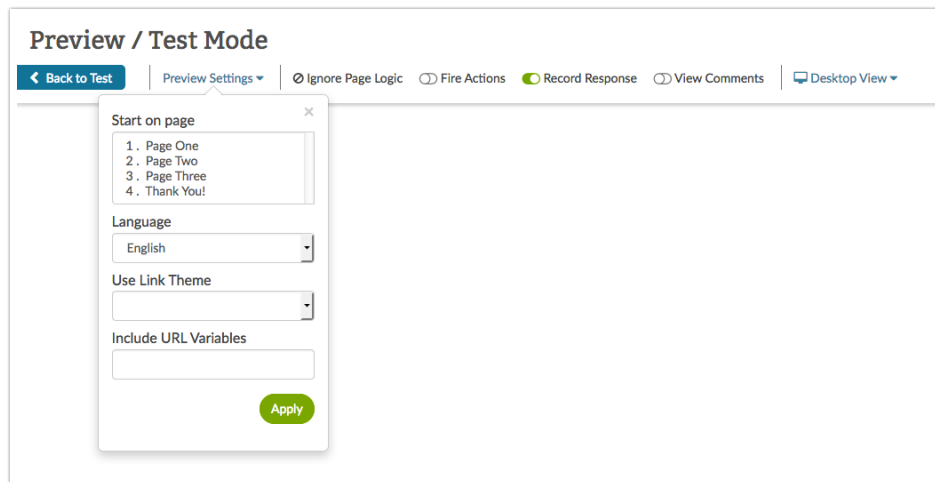 Preview / Test Mode
Back to Test Preview Settings Ignore Page Logic Fire Actions Record Response View Comments Desktop View
×
Start on page
1. Page One
2. Page Two
3. Page Three
4. Thank You!
Language
English
Use Link Theme
Include URL Variables
Apply